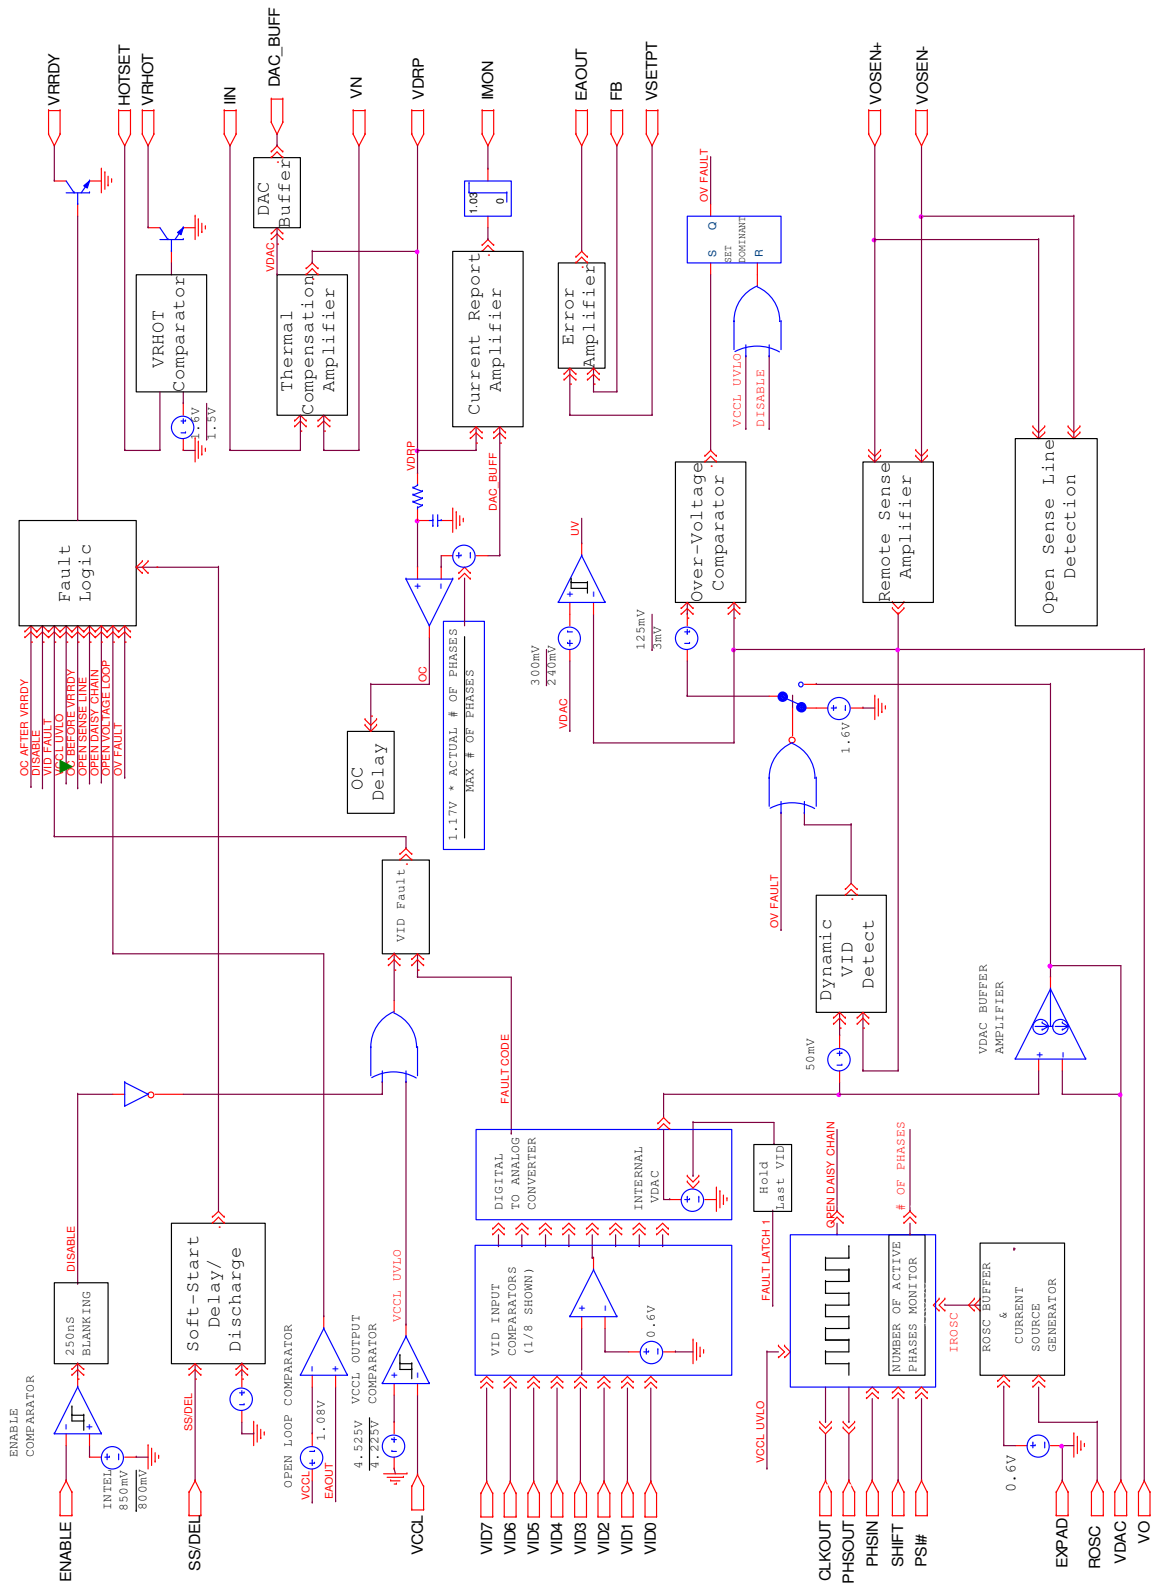 ENABLE
COMPARATOR
ENABLE
INTEL
850mV
800mV
250nS
BLANKING
DISABLE
SS/DEL
SS/DEL
Soft-Start
Delay/
Discharge
OPEN LOOP COMPARATOR
VCCL
1.08V
EAOUT
4.525V
4.225V
VCCL OUTPUT
COMPARATOR
VCCL UVLO
VCCL
VID7
VID6
VID5
VID4
VID3
VID2
VID1
VID0
VID INPUT
COMPARATORS
(1/8 SHOWN)
0.6V
DIGITAL
TO ANALOG
CONVERTER
INTERNAL
VDAC
FAULT CODE
Hold
Last VID
FAULT LATCH 1
VCCL UVLO
OPEN DAISY CHAIN
# OF PHASES
NUMBER OF ACTIVE
PHASES MONITOR
IROSC
ROSC BUFFER
&
CURRENT
SOURCE
GENERATOR
0.6V
CLKOUT
PHSOUT
PHSIN
SHIFT
PSI#
EXPAD
ROSC
VDAC
VO
VID Fault
OC AFTER VRRDY
DISABLE
VID FAULT
VCCL UVLO
OC BEFORE VRRDY
OPEN SENSE LINE
OPEN DAISY CHAIN
OPEN VOLTAGE LOOP
OV FAULT
Fault
Logic
OC
Delay
OC
1.17V * ACTUAL # OF PHASES
MAX # OF PHASES
VDRP
DAC_BUFF
50mV
Dynamic
VID
Detect
VDAC BUFFER
AMPLIFIER
OV FAULT
1.6V
VDAC
300mV
240mV
UV
125mV
3mV
Over-Voltage
Comparator
Remote Sense
Amplifier
Open Sense Line
Detection
VCCL UVLO
DISABLE
S
Q
SET
DOMINANT
R
OV FAULT
VRHOT
Comparator
1.6V
1.5V
Thermal
Compensation
Amplifier
VDAC
DAC
Buffer
Current Report
Amplifier
1.03
0
Error
Amplifier
VRRDY
HOTSET
VRHOT
IIN
DAC_BUFF
VN
VDRP
IMON
EAOUT
FB
VSETPT
VOSEN+
VOSEN-